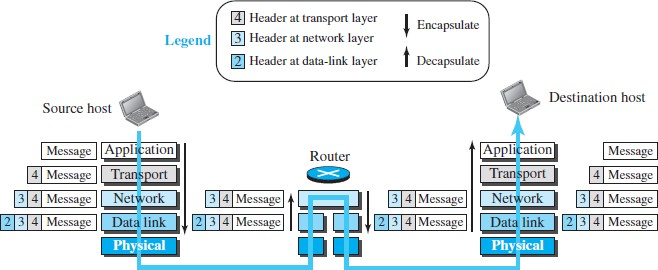 4 Header at transport layer
Encapsulate
Legend
3 Header at network layer
2 Header at data-link layer
Decapsulate
Source host
Destination host
Router
Message Application
4 Message Transport
3 4 Message Network
2 3 4 Message Data link
Physical
3 4 Message
2 3 4 Message
3 4 Message
2 3 4 Message
Application Message
Transport 4 Message
Network 3 4 Message
Data link 2 3 4 Message
Physical